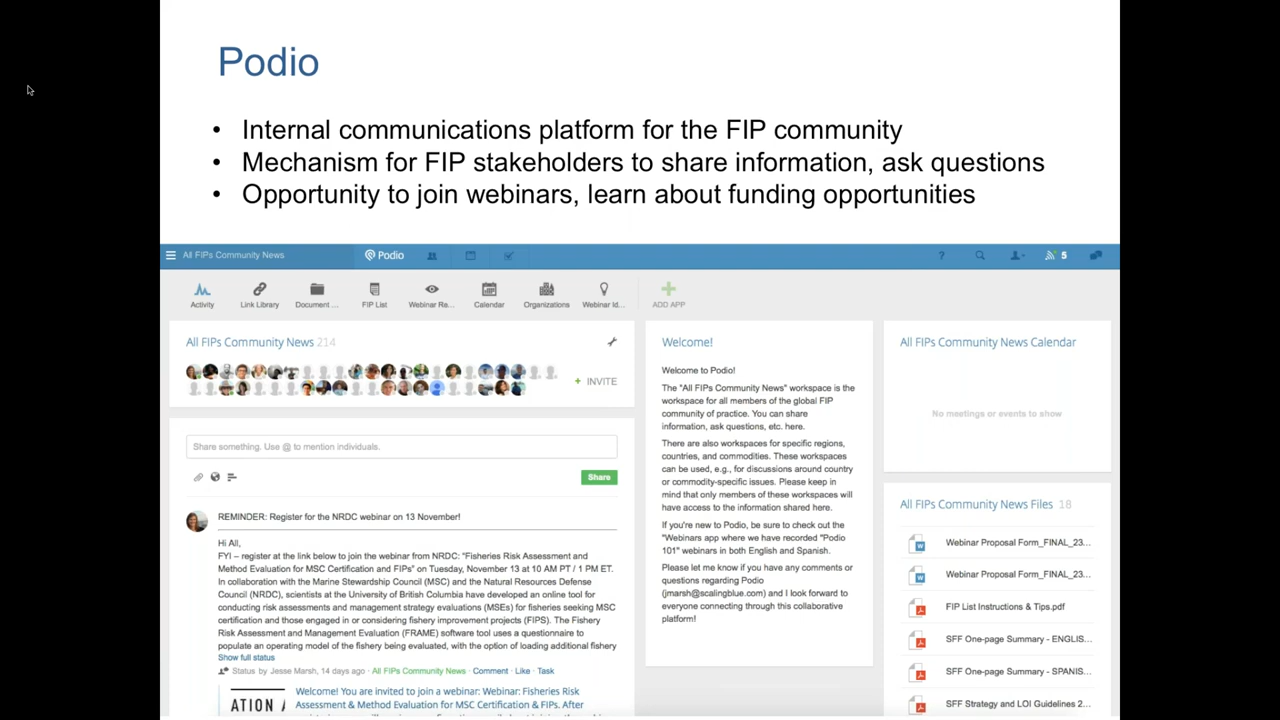 Podio
• Internal communications platform for the FIP community
• Mechanism for FIP stakeholders to share information, ask questions
• Opportunity to join webinars, learn about funding opportunities
All FIPs Community News
Podio
?
5
Activity
Link Library
Document ...
FIP List
Webinar Re...
Calendar
Organizations
Webinar Id...
ADD APP
All FIPs Community News 214
+ INVITE
Share something. Use @ to mention individuals.
Share
REMINDER: Register for the NRDC webinar on 13 November!
Hi All,
FYI – register at the link below to join the webinar from NRDC: "Fisheries Risk Assessment and
Method Evaluation for MSC Certification and FIPs" on Tuesday, November 13 at 10 AM PT / 1 PM ET.
In collaboration with the Marine Stewardship Council (MSC) and the Natural Resources Defense
Council (NRDC), scientists at the University of British Columbia have developed an online tool for
conducting risk assessments and management strategy evaluations (MSEs) for fisheries seeking MSC
certification and those engaged in or considering fishery improvement projects (FIPS). The Fishery
Risk Assessment and Management Evaluation (FRAME) software tool uses a questionnaire to
populate an operating model of the fishery being evaluated, with the option of loading additional fishery
Show full status
Status by Jesse Marsh, 14 days ago · All FIPs Community News · Comment · Like · Task
ATION
Welcome! You are invited to join a webinar: Webinar: Fisheries Risk
Assessment & Method Evaluation for MSC Certification & FIPs. After
Welcome!
Welcome to Podio!
The "All FIPs Community News" workspace is the
workspace for all members of the global FIP
community of practice. You can share
information, ask questions, etc. here.
There are also workspaces for specific regions,
countries, and commodities. These workspaces
can be used, e.g., for discussions around country
or commodity-specific issues. Please keep in
mind that only members of these workspaces will
have access to the information shared here.
If you're new to Podio, be sure to check out the
"Webinars app where we have recorded "Podio
101" webinars in both English and Spanish.
Please let me know if you have any comments or
questions regarding Podio
(jmarsh@scalingblue.com) and I look forward to
everyone connecting through this collaborative
platform!
All FIPs Community News Calendar
No meetings or events to show
All FIPs Community News Files 18
Webinar Proposal Form_FINAL_23...
Webinar Proposal Form_FINAL_23...
FIP List Instructions & Tips.pdf
SFF One-page Summary - ENGLIS...
SFF One-page Summary - SPANIS...
SFF Strategy and LOI Guidelines 2...